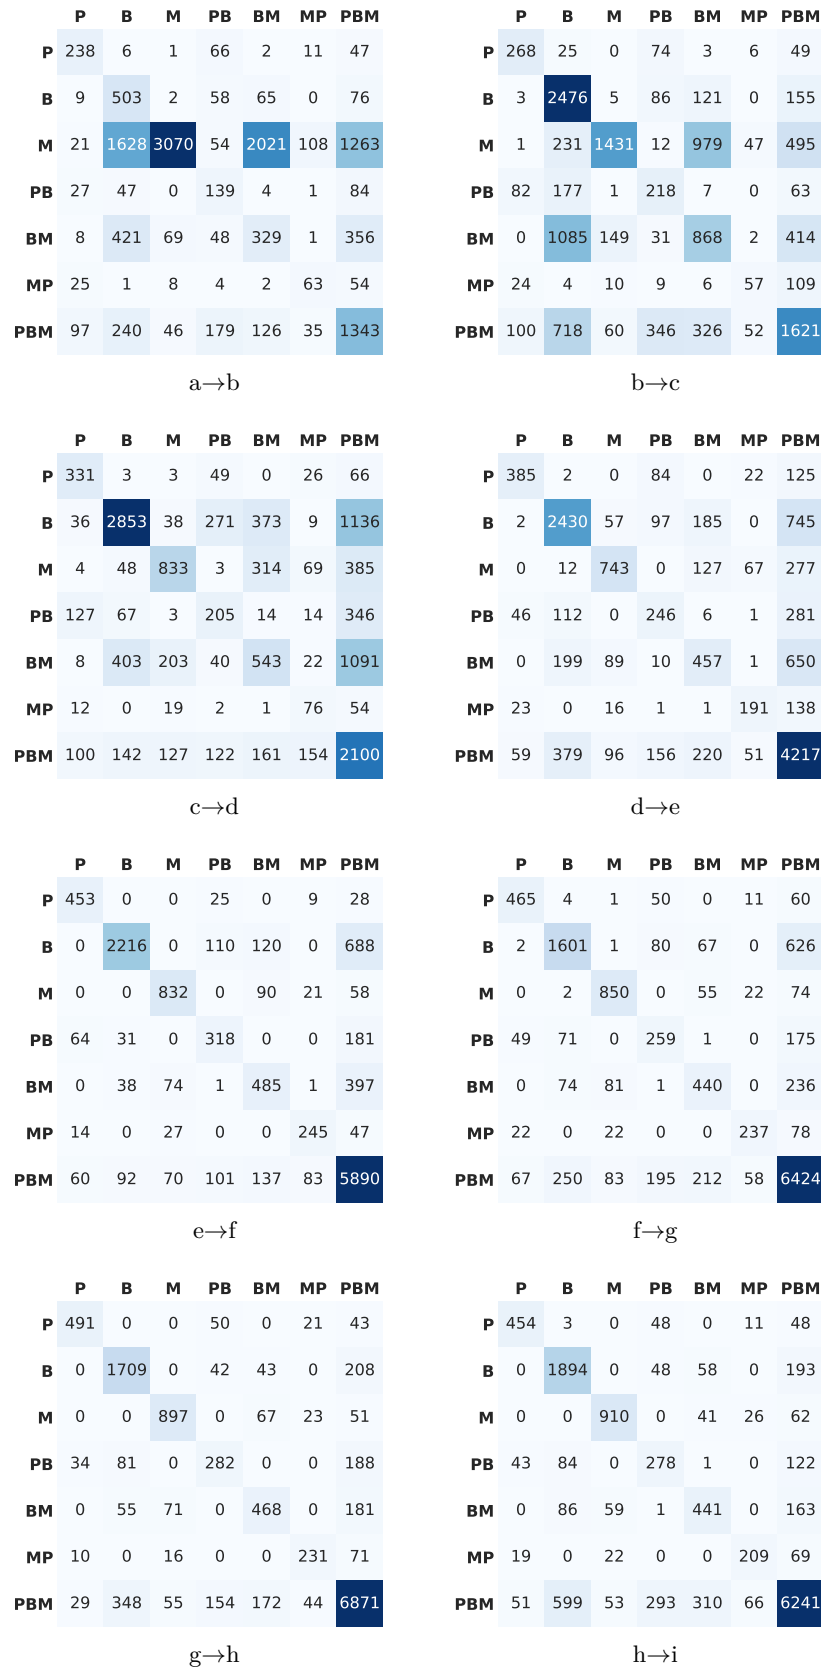 P B M PB BM MP PBM
P 238 6 1 66 2 11 47
B 9 503 2 58 65 0 76
M 21 1628 3070 54 2021 108 1263
PB 27 47 0 139 4 1 84
BM 8 421 69 48 329 1 356
MP 25 1 8 4 2 63 54
PBM 97 240 46 179 126 35 1343
a→b
P B M PB BM MP PBM
P 268 25 0 74 3 6 49
B 3 2476 5 86 121 0 155
M 1 231 1431 12 979 47 495
PB 82 177 1 218 7 0 63
BM 0 1085 149 31 868 2 414
MP 24 4 10 9 6 57 109
PBM 100 718 60 346 326 52 1621
b→c
P B M PB BM MP PBM
P 331 3 3 49 0 26 66
B 36 2853 38 271 373 9 1136
M 4 48 833 3 314 69 385
PB 127 67 3 205 14 14 346
BM 8 403 203 40 543 22 1091
MP 12 0 19 2 1 76 54
PBM 100 142 127 122 161 154 2100
c→d
P B M PB BM MP PBM
P 385 2 0 84 0 22 125
B 2 2430 57 97 185 0 745
M 0 12 743 0 127 67 277
PB 46 112 0 246 6 1 281
BM 0 199 89 10 457 1 650
MP 23 0 16 1 1 191 138
PBM 59 379 96 156 220 51 4217
d→e
P B M PB BM MP PBM
P 453 0 0 25 0 9 28
B 0 2216 0 110 120 0 688
M 0 0 832 0 90 21 58
PB 64 31 0 318 0 0 181
BM 0 38 74 1 485 1 397
MP 14 0 27 0 0 245 47
PBM 60 92 70 101 137 83 5890
e→f
P B M PB BM MP PBM
P 465 4 1 50 0 11 60
B 2 1601 1 80 67 0 626
M 0 2 850 0 55 22 74
PB 49 71 0 259 1 0 175
BM 0 74 81 1 440 0 236
MP 22 0 22 0 0 237 78
PBM 67 250 83 195 212 58 6424
f→g
P B M PB BM MP PBM
P 491 0 0 50 0 21 43
B 0 1709 0 42 43 0 208
M 0 0 897 0 67 23 51
PB 34 81 0 282 0 0 188
BM 0 55 71 0 468 0 181
MP 10 0 16 0 0 231 71
PBM 29 348 55 154 172 44 6871
g→h
P B M PB BM MP PBM
P 454 3 0 48 0 11 48
B 0 1894 0 48 58 0 193
M 0 0 910 0 41 26 62
PB 43 84 0 278 1 0 122
BM 0 86 59 1 441 0 163
MP 19 0 22 0 0 209 69
PBM 51 599 53 293 310 66 6241
h→i